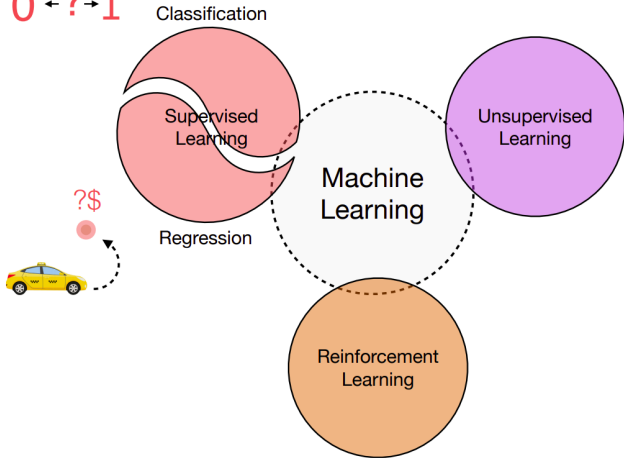 0 ←?→ 1
Classification
Supervised
Learning
Unsupervised
Learning
Machine
Learning
?$
Regression
Reinforcement
Learning